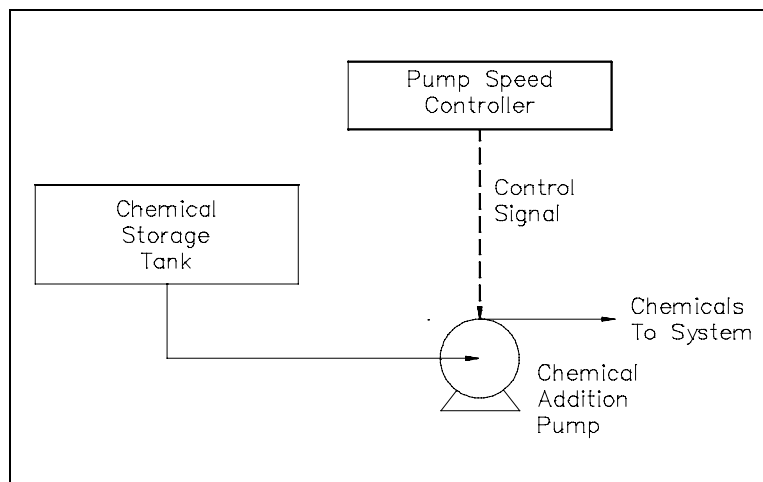 Pump Speed
Controller
Control
Signal
Chemical
Storage
Tank
Chemicals
To System
Chemical
Addition
Pump